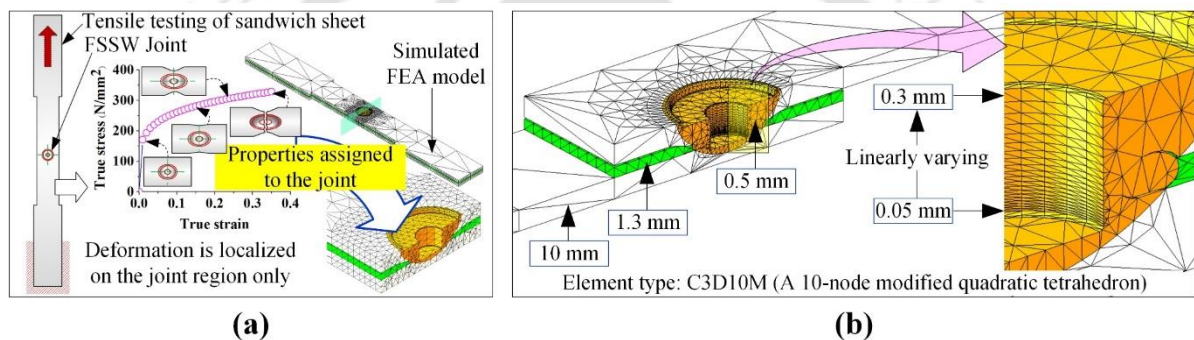 Tensile testing of sandwich sheet
FSSW Joint
Simulated
FEA model
True stress (N/mm²)
400
300
200
100
0
0.0 0.1 0.2 0.3 0.4
True strain
Properties assigned
to the joint
Deformation is localized
on the joint region only
(a)
0.3 mm
Linearly varying
0.05 mm
0.5 mm
1.3 mm
10 mm
Element type: C3D10M (A 10-node modified quadratic tetrahedron)
(b)